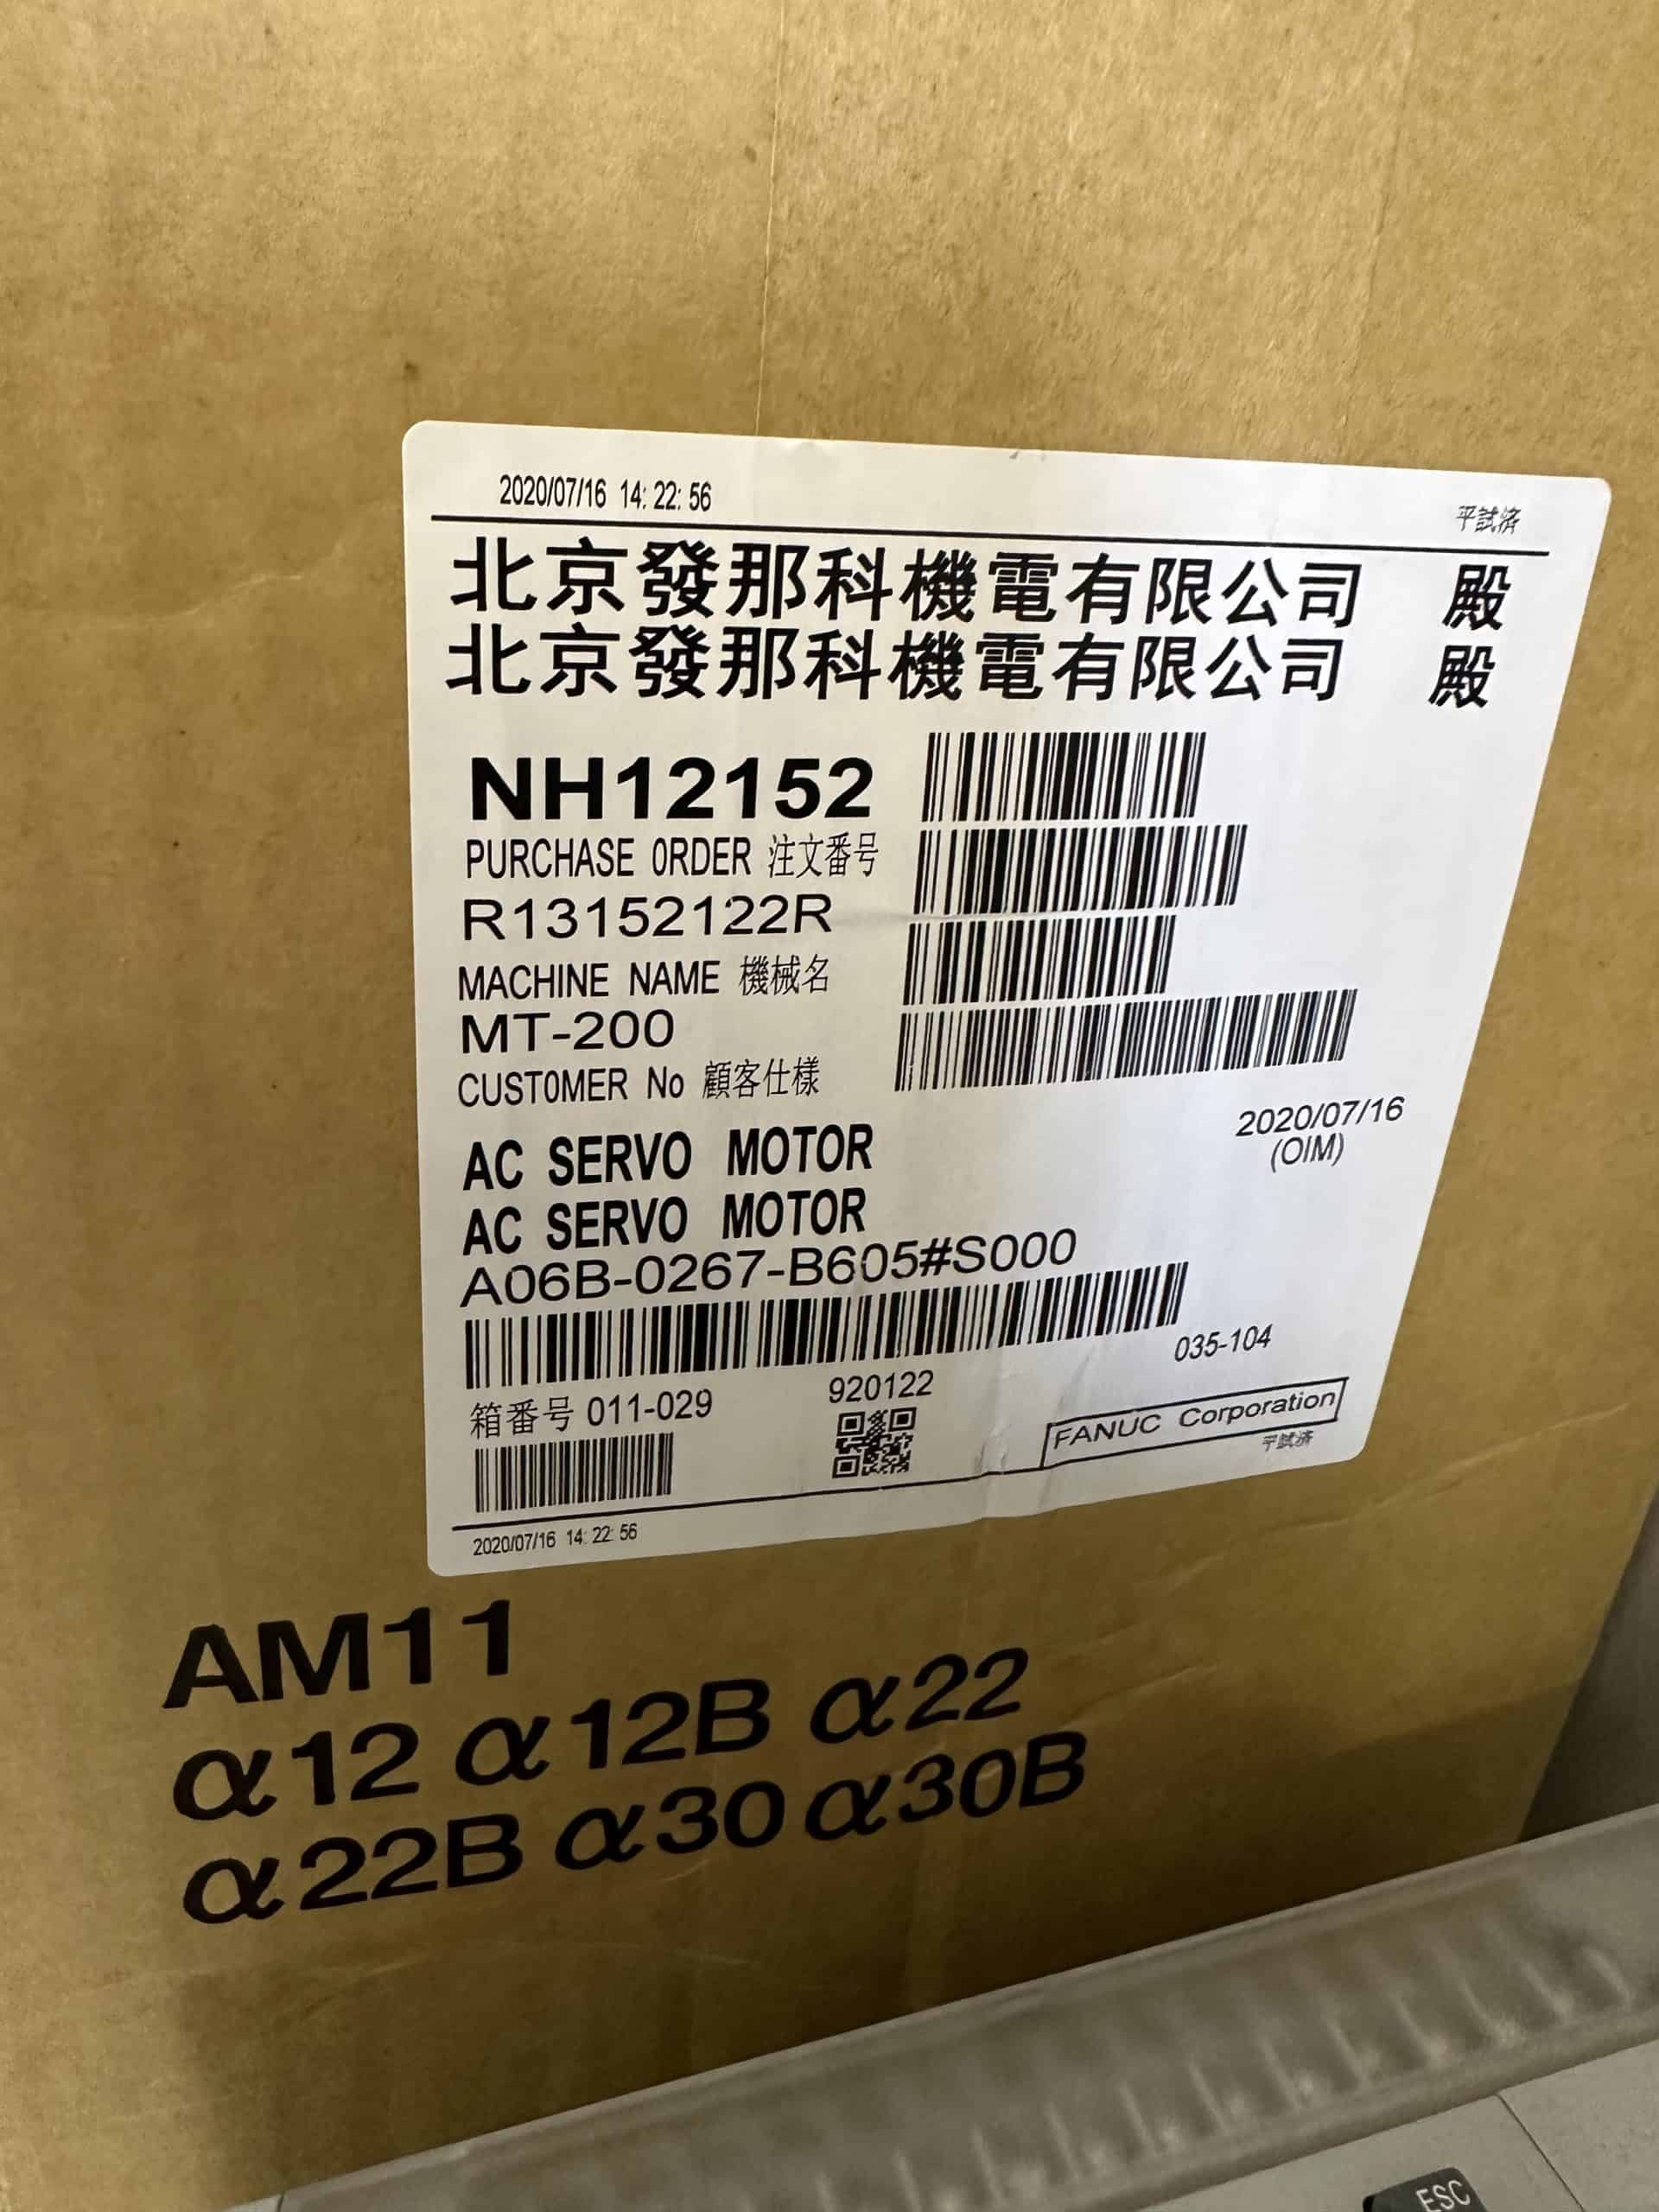 2020/07/16 14:22:56 平試済
北京發那科機電有限公司 殿
北京發那科機電有限公司 殿
NH12152
PURCHASE ORDER 注文番号
R13152122R
MACHINE NAME 機械名
MT-200
CUSTOMER No 顧客仕様
2020/07/16
(OIM)
AC SERVO MOTOR
AC SERVO MOTOR
A06B-0267-B605#S000
035-104
箱番号 011-029 920122
FANUC Corporation
平試済
2020/07/16 14:22:56
AM11
α12 α12B α22
α22B α30 α30B
ESC